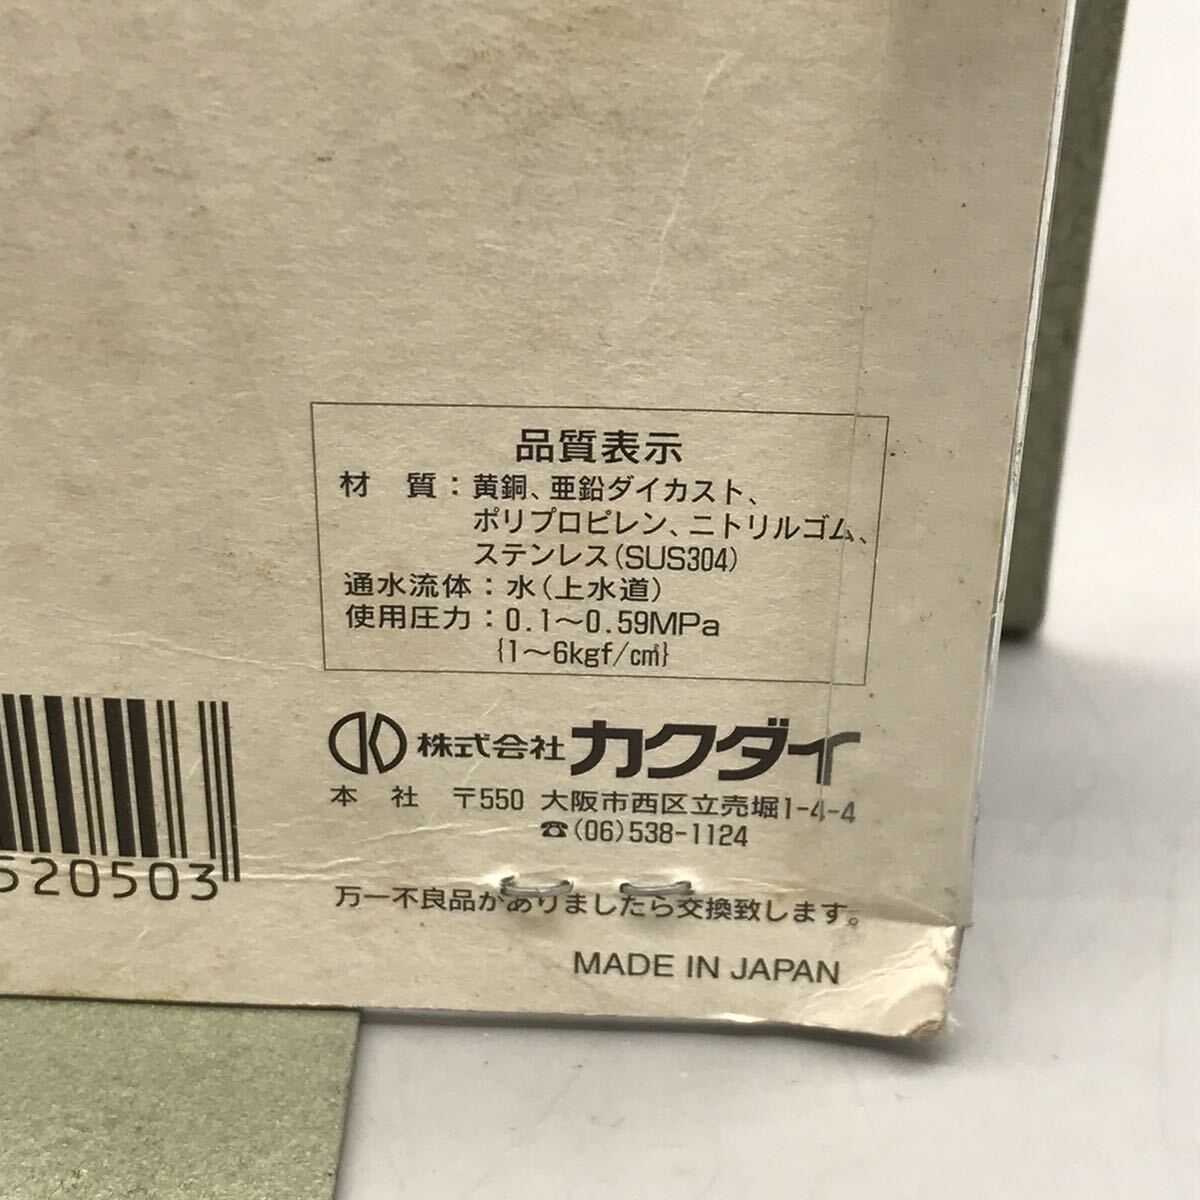 品質表示
材 質：黄銅、亜鉛ダイカスト、
ポリプロピレン、ニトリルゴム、
ステンレス(SUS304)
通水流体：水(上水道)
使用圧力：0.1〜0.59MPa
{1〜6kgf/c㎡}
株式会社カクダイ
本 社 〒550 大阪市西区立売堀1-4-4
☎(06)538-1124
520503
万一不良品がありましたら交換致します。
MADE IN JAPAN